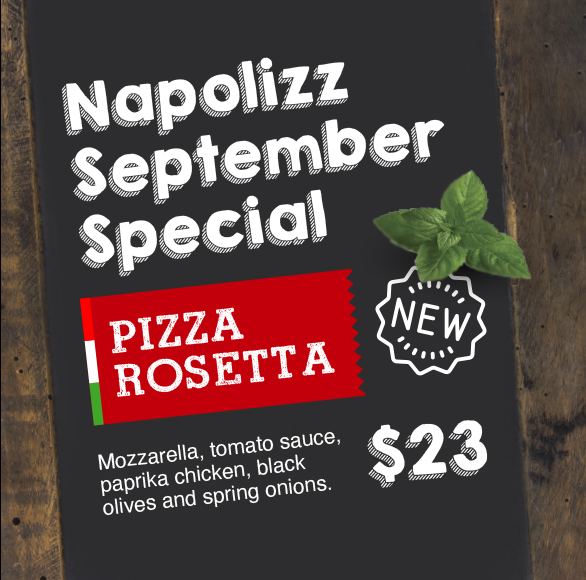 Napolizz
September
Special
PIZZA
ROSETTA
NEW
Mozzarella, tomato sauce,
paprika chicken, black
olives and spring onions.
$23